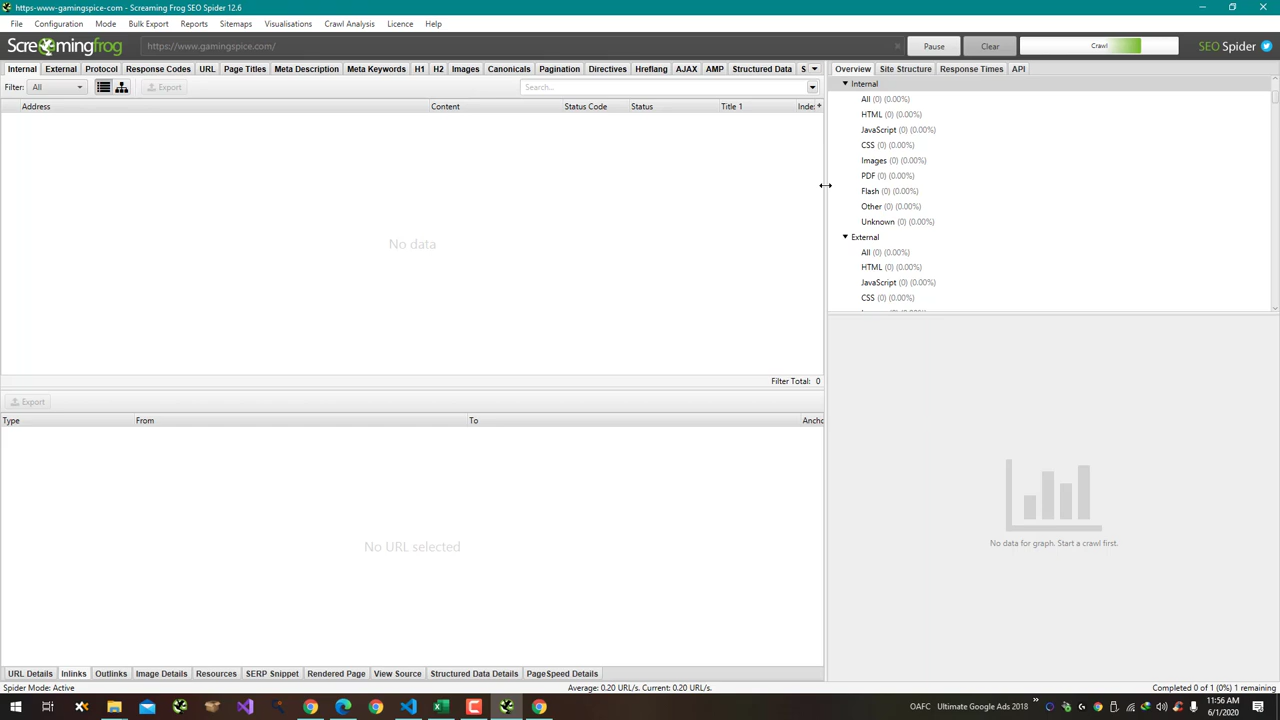 https-www-gamingspice-com - Screaming Frog SEO Spider 12.6
File Configuration Mode Bulk Export Reports Sitemaps Visualisations Crawl Analysis Licence Help
Screamingfrog https://www.gamingspice.com/ Pause Clear Crawl SEO Spider
Internal External Protocol Response Codes URL Page Titles Meta Description Meta Keywords H1 H2 Images Canonicals Pagination Directives Hreflang AJAX AMP Structured Data S
Filter: All Export Search...
Address Content Status Code Status Title 1 Inde
No data
Filter Total: 0
Export
Type From To Ancho
No URL selected
URL Details Inlinks Outlinks Image Details Resources SERP Snippet Rendered Page View Source Structured Data Details PageSpeed Details
Overview Site Structure Response Times API
Internal
All (0) (0.00%)
HTML (0) (0.00%)
JavaScript (0) (0.00%)
CSS (0) (0.00%)
Images (0) (0.00%)
PDF (0) (0.00%)
Flash (0) (0.00%)
Other (0) (0.00%)
Unknown (0) (0.00%)
External
All (0) (0.00%)
HTML (0) (0.00%)
JavaScript (0) (0.00%)
CSS (0) (0.00%)
No data for graph. Start a crawl first.
Spider Mode: Active Average: 0.20 URL/s. Current: 0.20 URL/s. Completed 0 of 1 (0%) 1 remaining
OAFC Ultimate Google Ads 2018
11:56 AM
6/1/2020